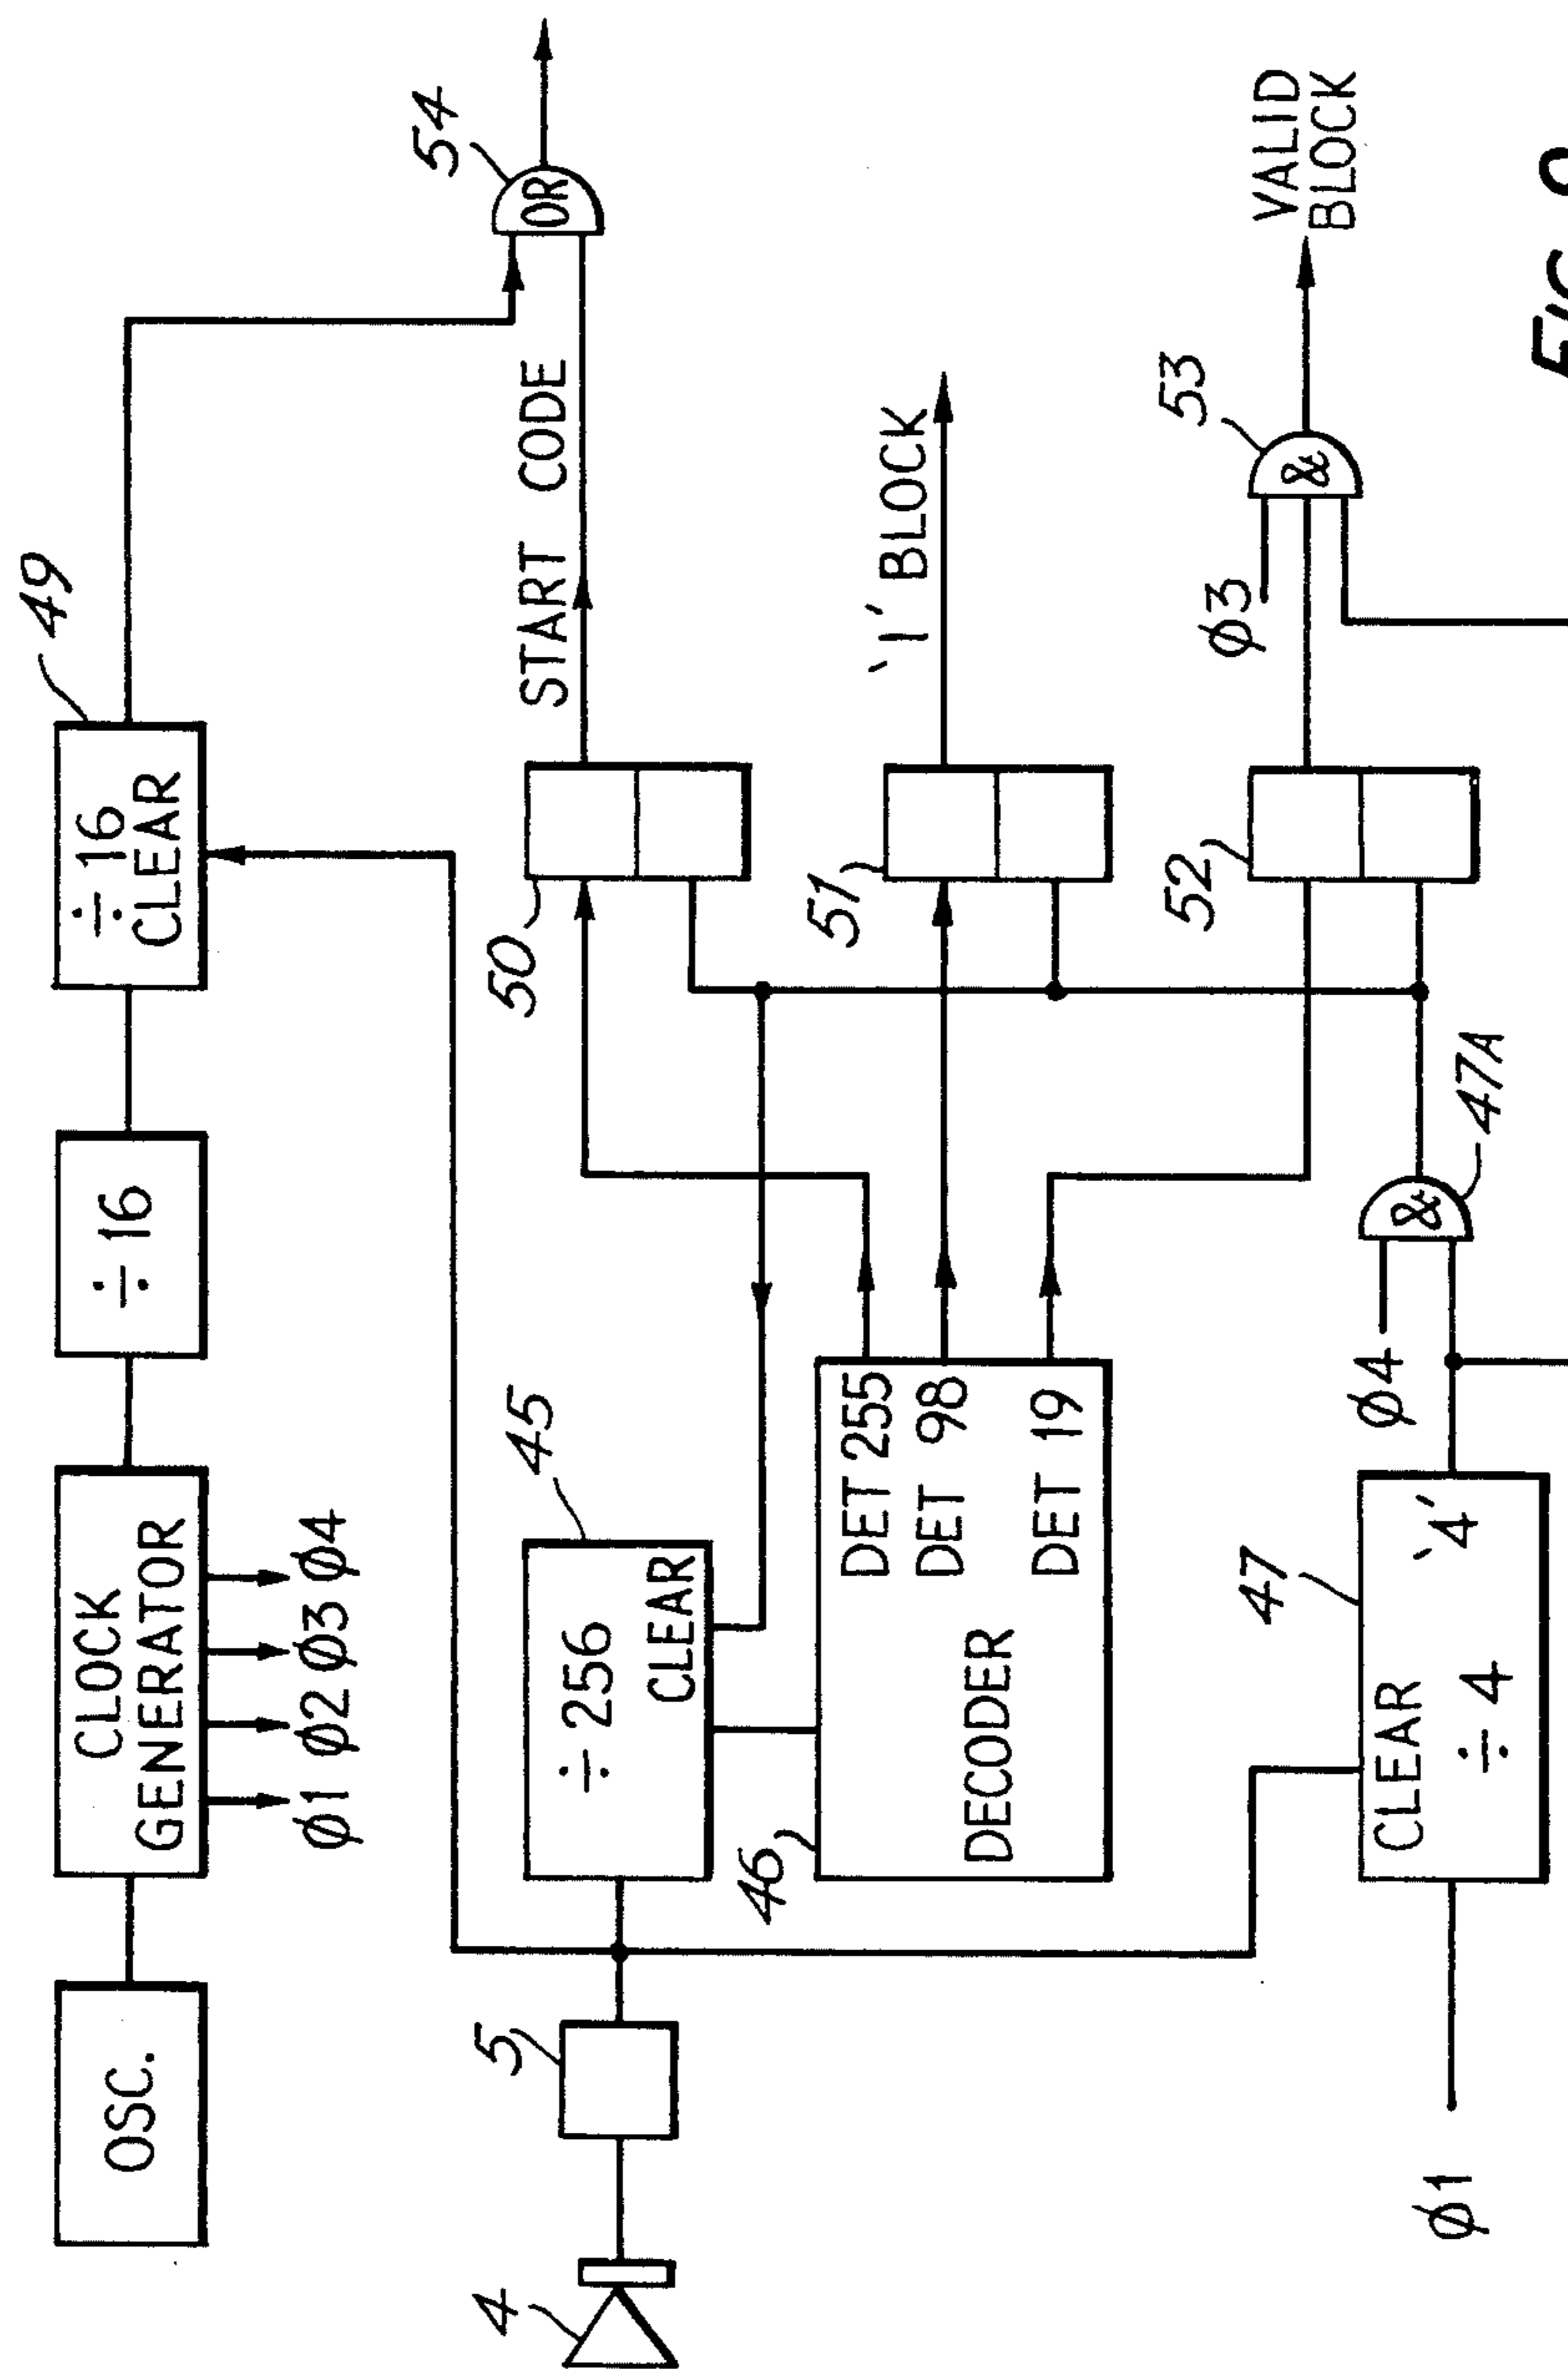 OSC.
CLOCK
GENERATOR
ϕ1 ϕ2 ϕ3 ϕ4
÷ 16
÷ 16
CLEAR
49
54
OR
START CODE
4
5
45
÷ 256
CLEAR
50
46
DECODER
DET 255
DET 98
DET 19
51
'1' BLOCK
52
ϕ3
53
&
VALID
BLOCK
47
CLEAR
÷ 4
'4'
ϕ1
ϕ4
&
47A
FIG